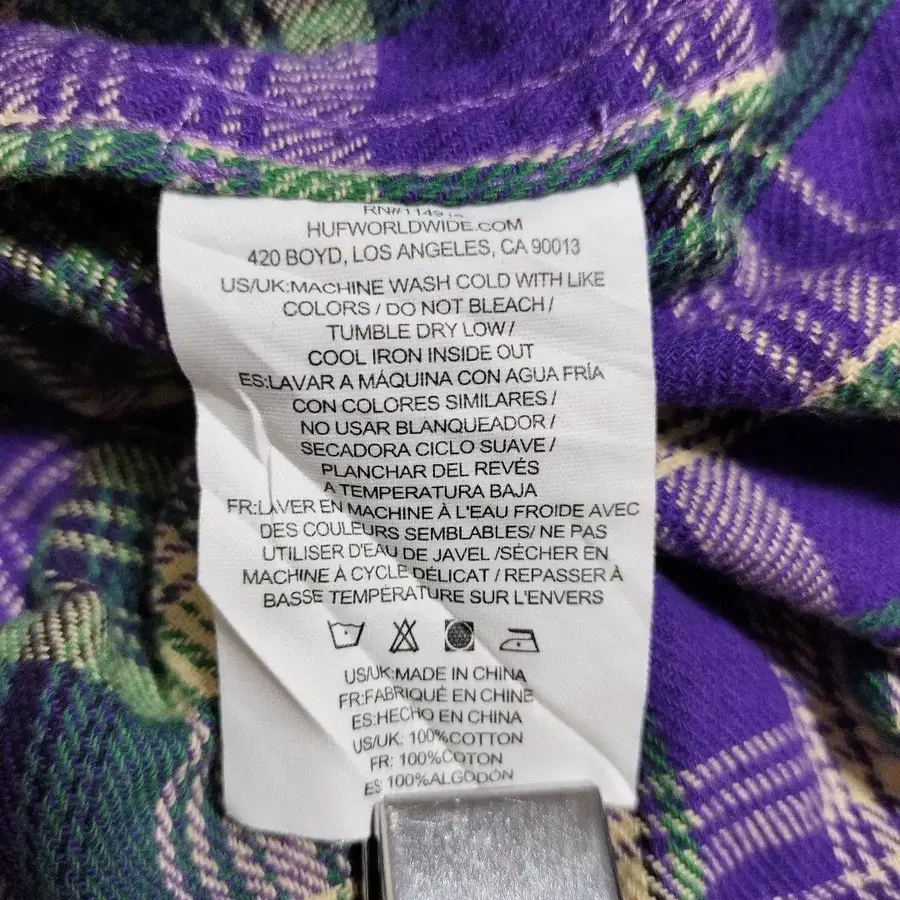 HUFWORLDWIDE.COM
420 BOYD, LOS ANGELES, CA 90013
US/UK:MACHINE WASH COLD WITH LIKE
COLORS / DO NOT BLEACH /
TUMBLE DRY LOW /
COOL IRON INSIDE OUT
ES:LAVAR A MÁQUINA CON AGUA FRÍA
CON COLORES SIMILARES /
NO USAR BLANQUEADOR /
SECADORA CICLO SUAVE /
PLANCHAR DEL REVÉS
A TEMPERATURA BAJA
FR:LAVER EN MACHINE À L'EAU FROIDE AVEC
DES COULEURS SEMBLABLES/ NE PAS
UTILISER D'EAU DE JAVEL /SÉCHER EN
MACHINE À CYCLE DÉLICAT / REPASSER À
BASSE TEMPÉRATURE SUR L'ENVERS
US/UK:MADE IN CHINA
FR:FABRIQUÉ EN CHINE
ES:HECHO EN CHINA
US/UK: 100%COTTON
FR: 100%COTON
ES: 100%ALGODÓN